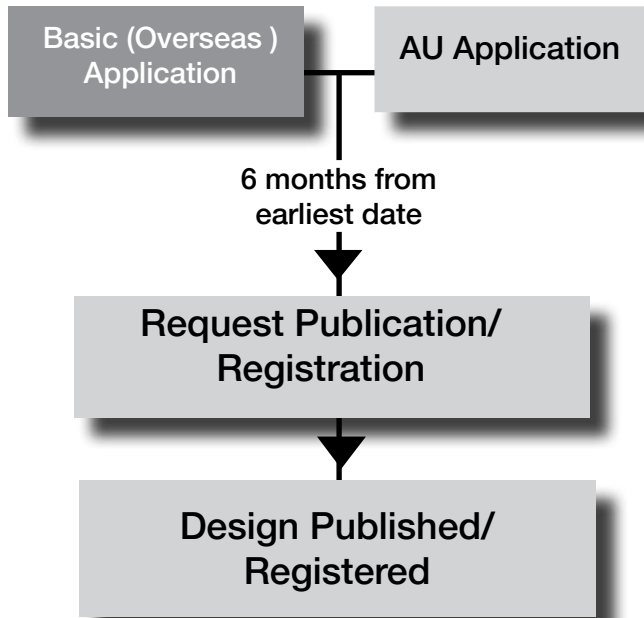 Basic (Overseas )
Application
AU Application
6 months from
earliest date
Request Publication/
Registration
Design Published/
Registered